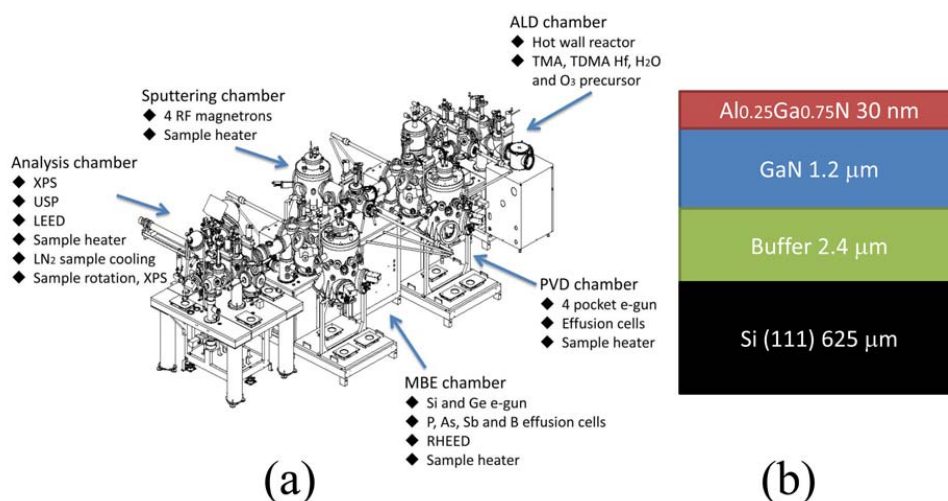 ALD chamber
◆ Hot wall reactor
◆ TMA, TDMA Hf, H2O
and O3 precursor
Sputtering chamber
◆ 4 RF magnetrons
◆ Sample heater
Analysis chamber
◆ XPS
◆ USP
◆ LEED
◆ Sample heater
◆ LN2 sample cooling
◆ Sample rotation, XPS
PVD chamber
◆ 4 pocket e-gun
◆ Effusion cells
◆ Sample heater
MBE chamber
◆ Si and Ge e-gun
◆ P, As, Sb and B effusion cells
◆ RHEED
◆ Sample heater
(a)
Al0.25Ga0.75N 30 nm
GaN 1.2 μm
Buffer 2.4 μm
Si (111) 625 μm
(b)